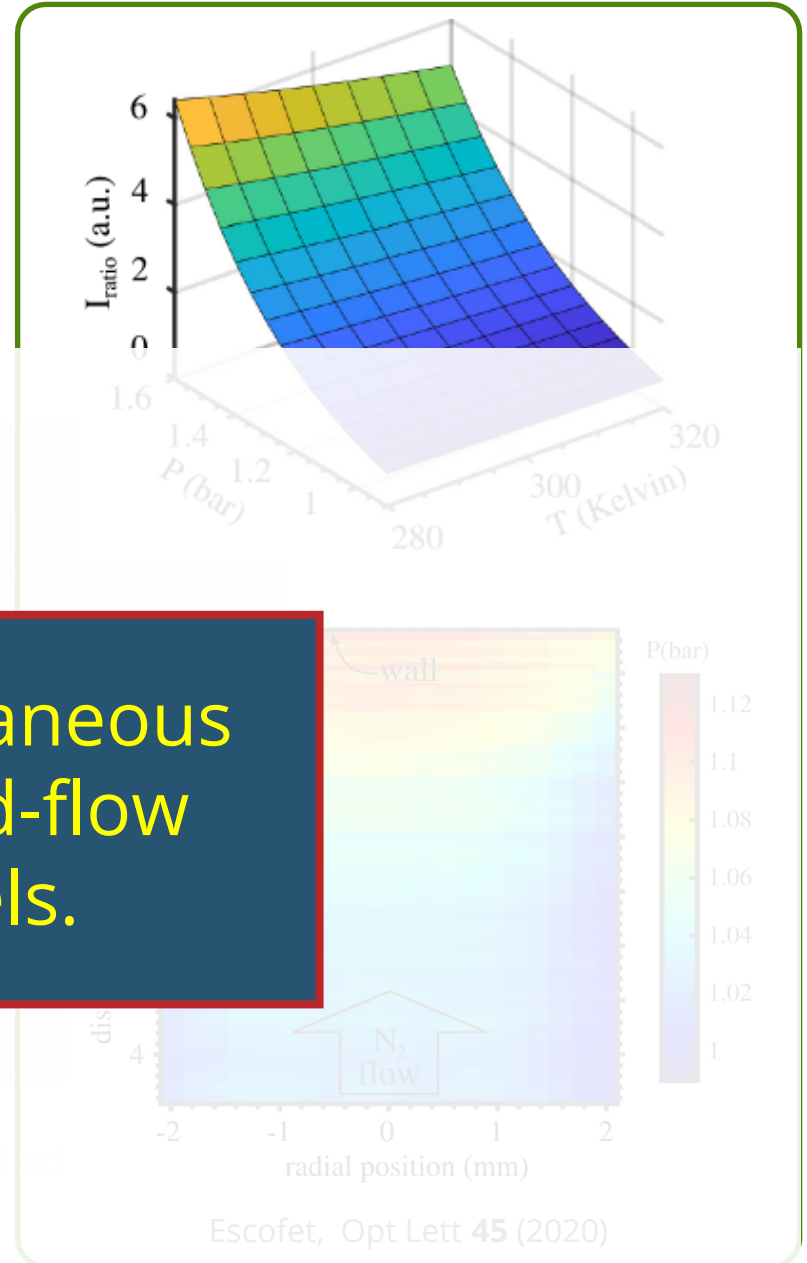 6
4
2
0
I_ratio (a.u.)
1.6
1.4
1.2
1
P (bar)
280
300
320
T (Kelvin)
wall
P(bar)
1.12
1.1
1.08
1.06
1.04
1.02
1
aneous
d-flow
els.
dis
4
N₂
flow
-2 -1 0 1 2
radial position (mm)
Escofet, Opt Lett 45 (2020)